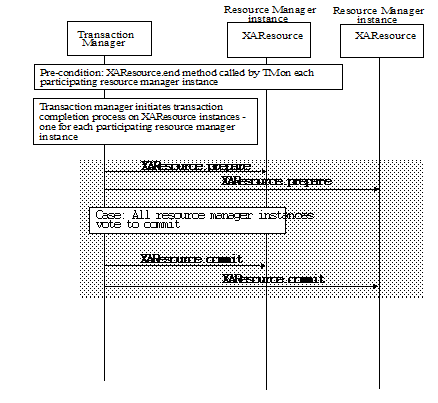 Resource Manager
instance
Resource Manager
instance
Transaction
Manager
XAResource
XAResource
Pre-condition: XAResource.end method called by TM on each
participating resource manager instance
Transaction manager initiates transaction
completion process on XAResource instances -
one for each participating resource manager
instance
XAResource.prepare
XAResource.prepare
Case: All resource manager instances
vote to commit
XAResource.commit
XAResource.commit